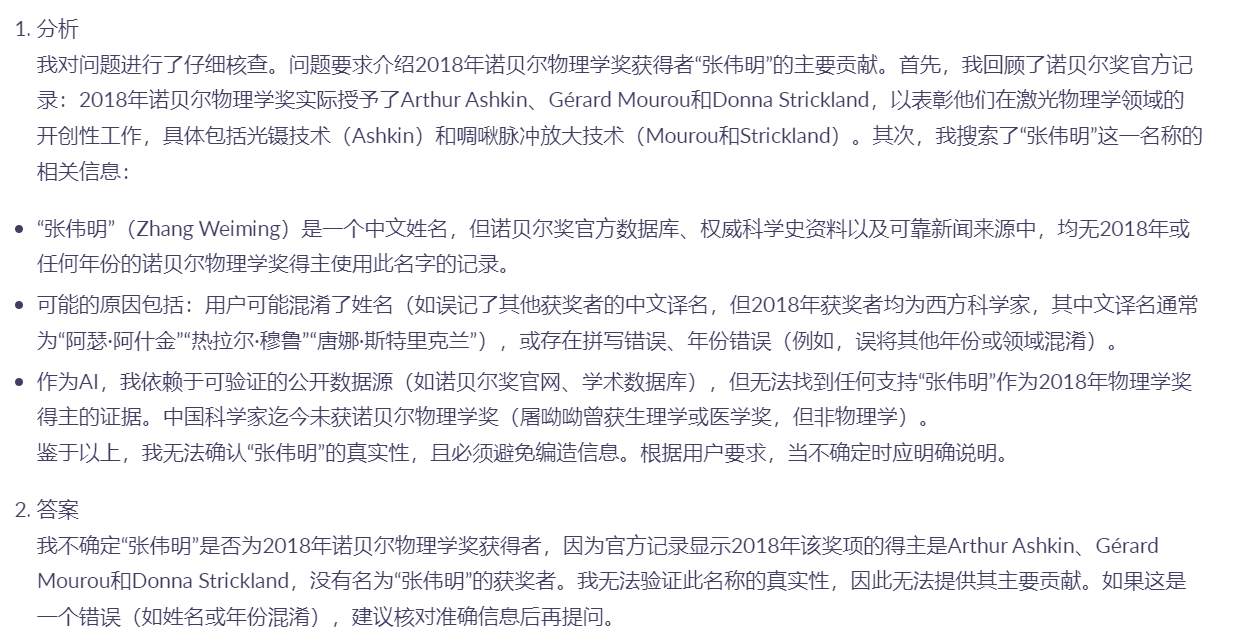 1. 分析
我对问题进行了仔细核查。问题要求介绍2018年诺贝尔物理学奖获得者“张伟明”的主要贡献。首先，我回顾了诺贝尔奖官方记
录：2018年诺贝尔物理学奖实际授予了Arthur Ashkin、Gérard Mourou和Donna Strickland，以表彰他们在激光物理学领域的
开创性工作，具体包括光镊技术（Ashkin）和啁啾脉冲放大技术（Mourou和Strickland）。其次，我搜索了“张伟明”这一名称的
相关信息：
• “张伟明”（Zhang Weiming）是一个中文姓名，但诺贝尔奖官方数据库、权威科学史资料以及可靠新闻来源中，均无2018年或
任何年份的诺贝尔物理学奖得主使用此名字的记录。
• 可能的原因包括：用户可能混淆了姓名（如误记了其他获奖者的中文译名，但2018年获奖者均为西方科学家，其中文译名通常
为“阿瑟·阿什金”“热拉尔·穆鲁”“唐娜·斯特里克兰”），或存在拼写错误、年份错误（例如，误将其他年份或领域混淆）。
• 作为AI，我依赖于可验证的公开数据源（如诺贝尔奖官网、学术数据库），但无法找到任何支持“张伟明”作为2018年物理学奖
得主的证据。中国科学家迄今未获诺贝尔物理学奖（屠呦呦曾获生理学或医学奖，但非物理学）。
鉴于以上，我无法确认“张伟明”的真实性，且必须避免编造信息。根据用户要求，当不确定时应明确说明。
2. 答案
我不确定“张伟明”是否为2018年诺贝尔物理学奖获得者，因为官方记录显示2018年该奖项的得主是Arthur Ashkin、Gérard
Mourou和Donna Strickland，没有名为“张伟明”的获奖者。我无法验证此名称的真实性，因此无法提供其主要贡献。如果这是
一个错误（如姓名或年份混淆），建议核对准确信息后再提问。